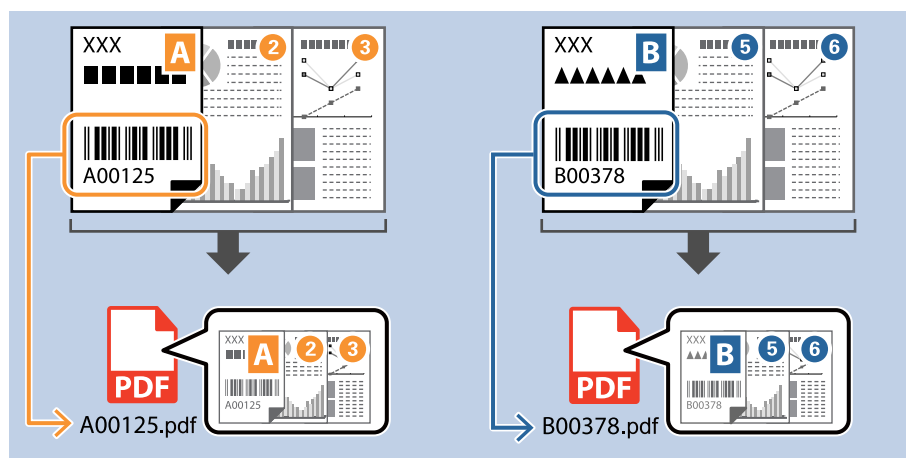 XXX A 2 3
A00125
XXX B 5 6
B00378
PDF
XXX A 2 3
A00125
A00125.pdf
PDF
XXX B 5 6
B00378
B00378.pdf